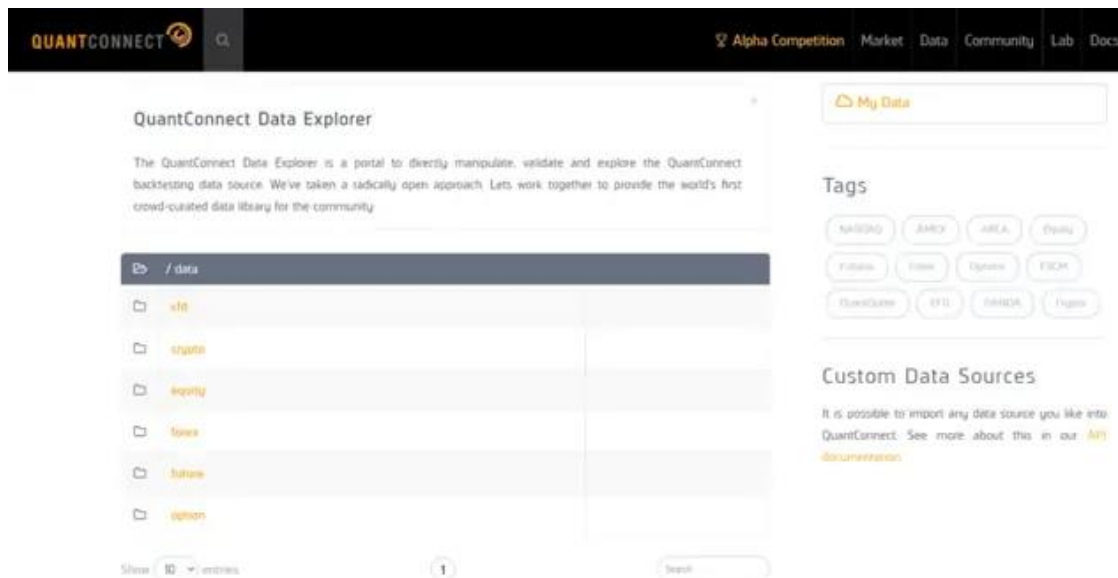 QUANTCONNECT
Alpha Competition Market Data Community Lab Docs
QuantConnect Data Explorer
The QuantConnect Data Explorer is a portal to directly manipulate, validate and explore the QuantConnect
backtesting data source. We've taken a radically open approach. Lets work together to provide the world's first
crowd-curated data library for the community
/ data
cfd
crypto
equity
forex
future
option
Show 10 entries
1
Search
My Data
Tags
NASDAQ AMEX Equity
Futures Options FXCM
QuantQuote CFD OANDA Crypto
Custom Data Sources
It is possible to import any data source you like into
QuantConnect. See more about this in our API
documentation.